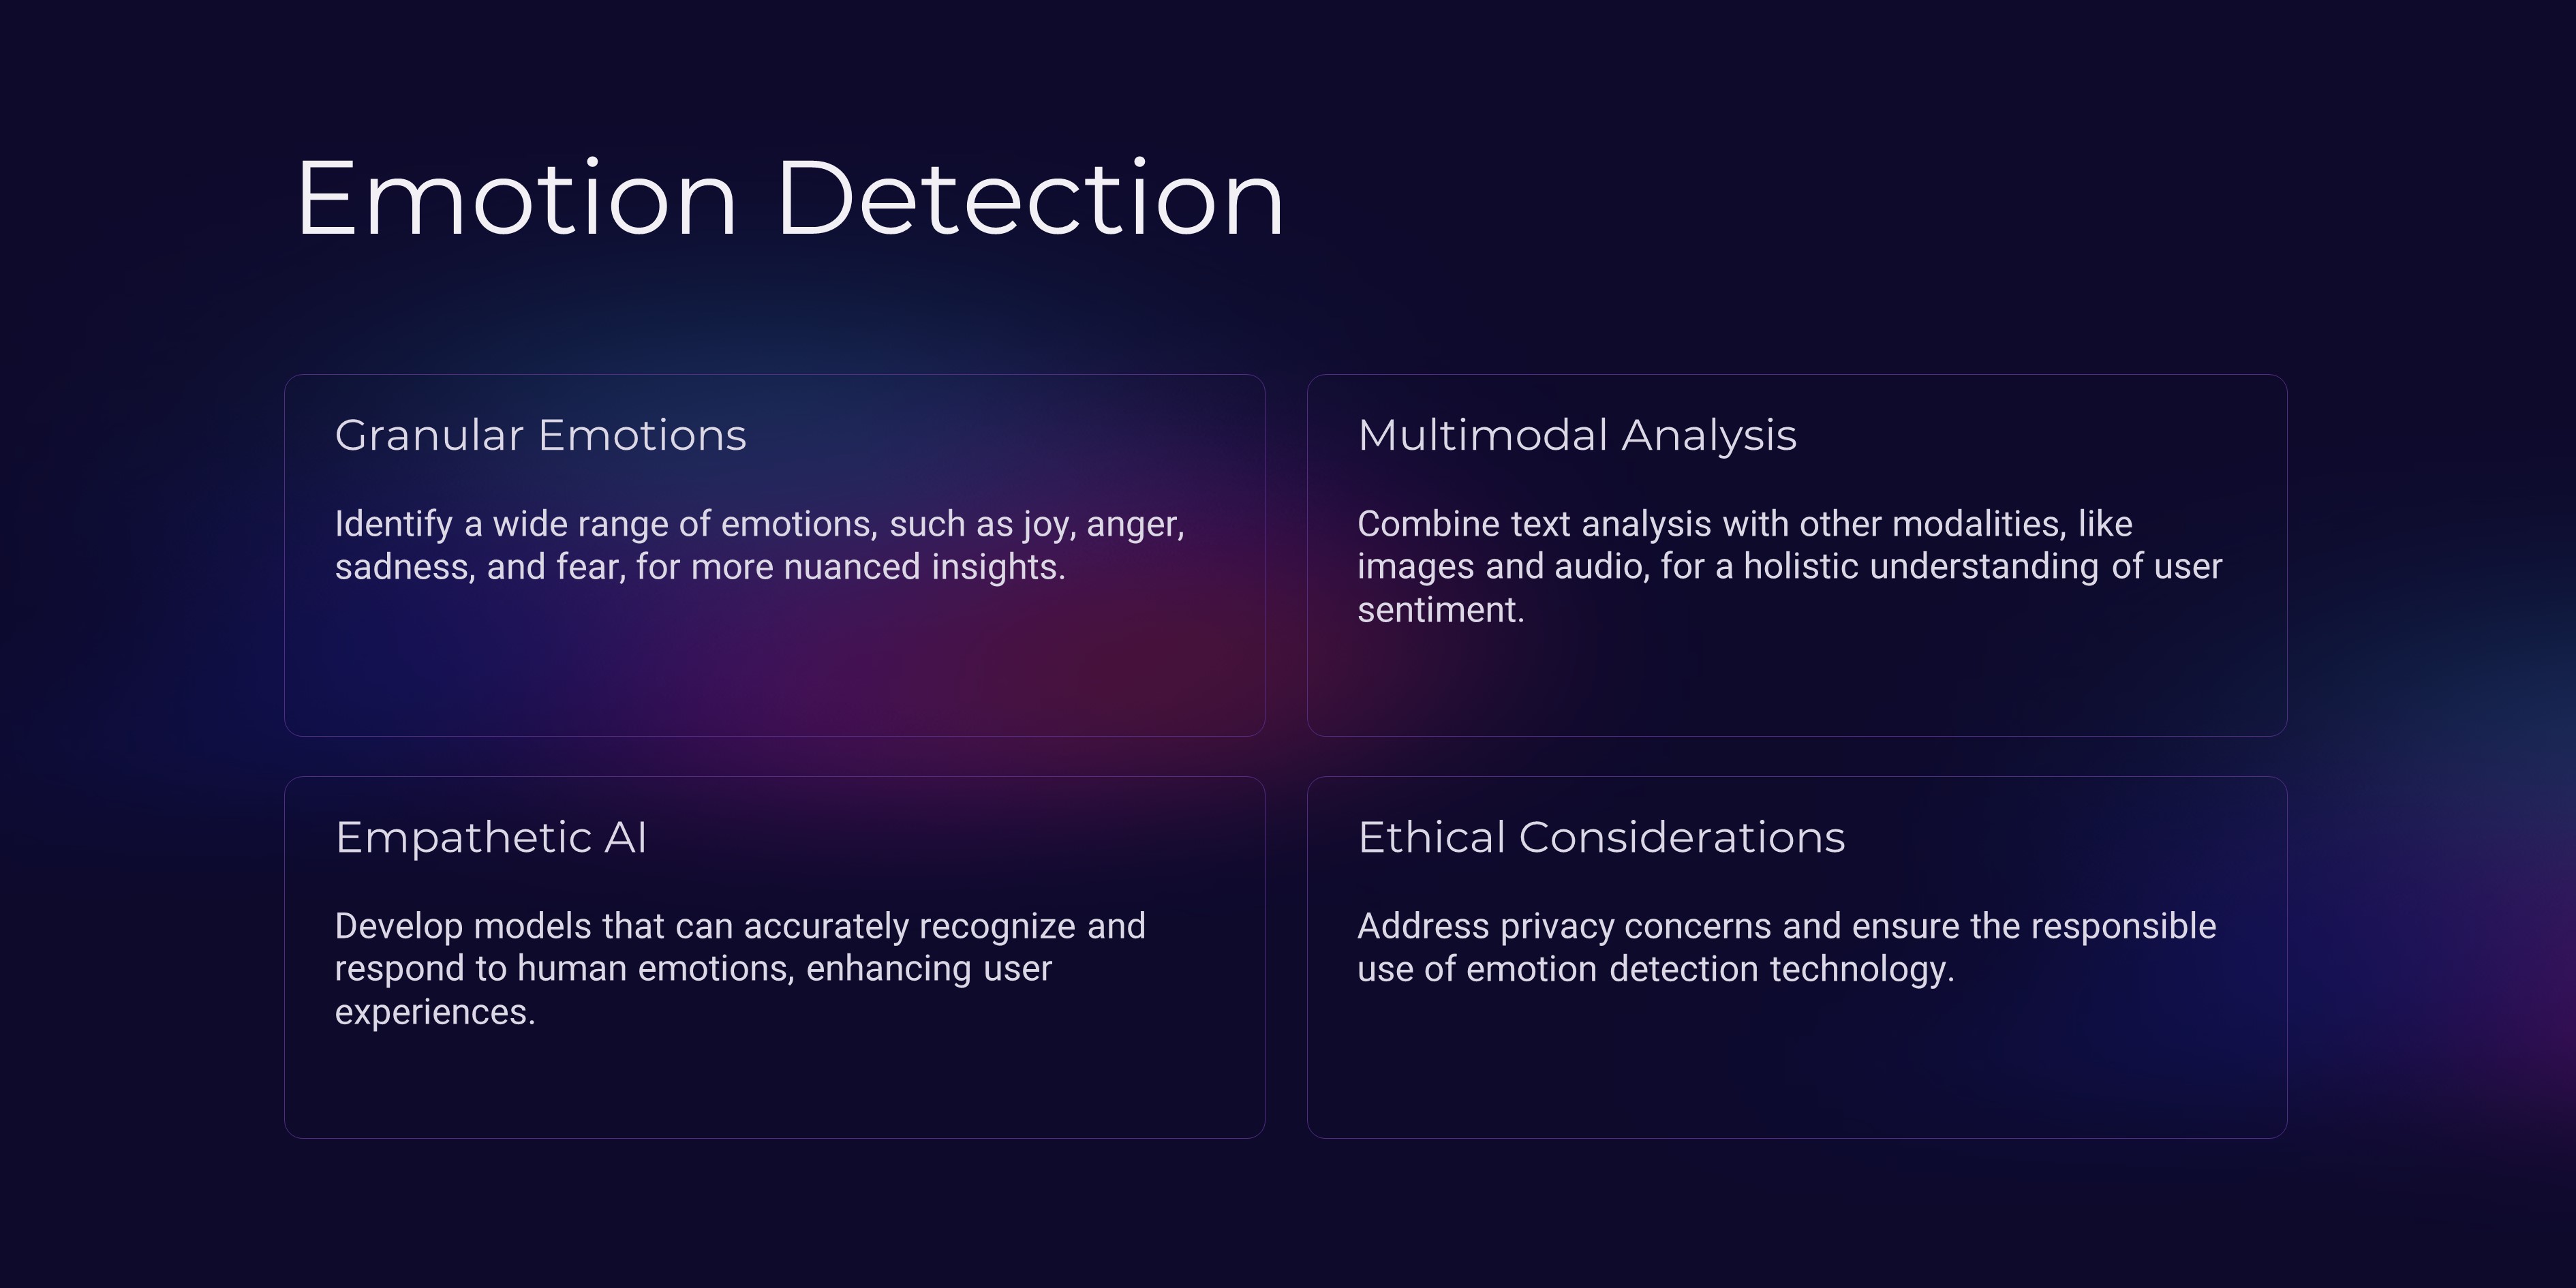 Emotion Detection
Granular Emotions
Identify a wide range of emotions, such as joy, anger,
sadness, and fear, for more nuanced insights.
Multimodal Analysis
Combine text analysis with other modalities, like
images and audio, for a holistic understanding of user
sentiment.
Empathetic AI
Develop models that can accurately recognize and
respond to human emotions, enhancing user
experiences.
Ethical Considerations
Address privacy concerns and ensure the responsible
use of emotion detection technology.